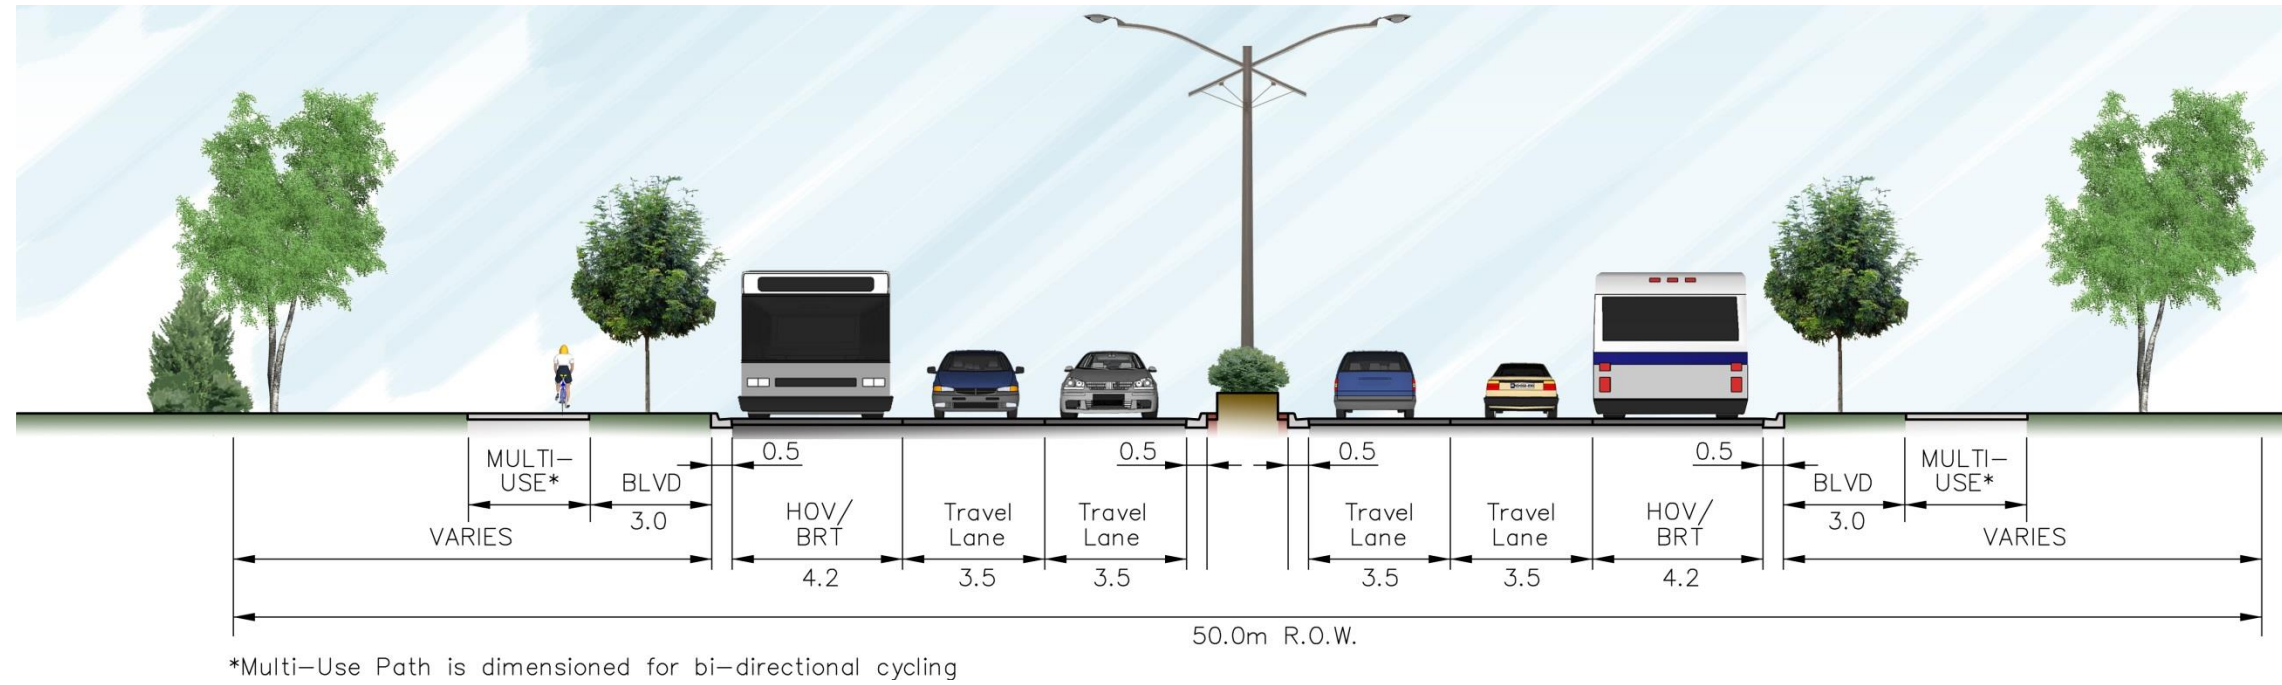 0.5
0.5
0.5
0.5
MULTI-
USE*
BLVD
3.0
VARIES
HOV/
BRT
4.2
Travel
Lane
3.5
Travel
Lane
3.5
Travel
Lane
3.5
Travel
Lane
3.5
HOV/
BRT
4.2
BLVD
3.0
MULTI-
USE*
VARIES
50.0m R.O.W.
*Multi-Use Path is dimensioned for bi-directional cycling